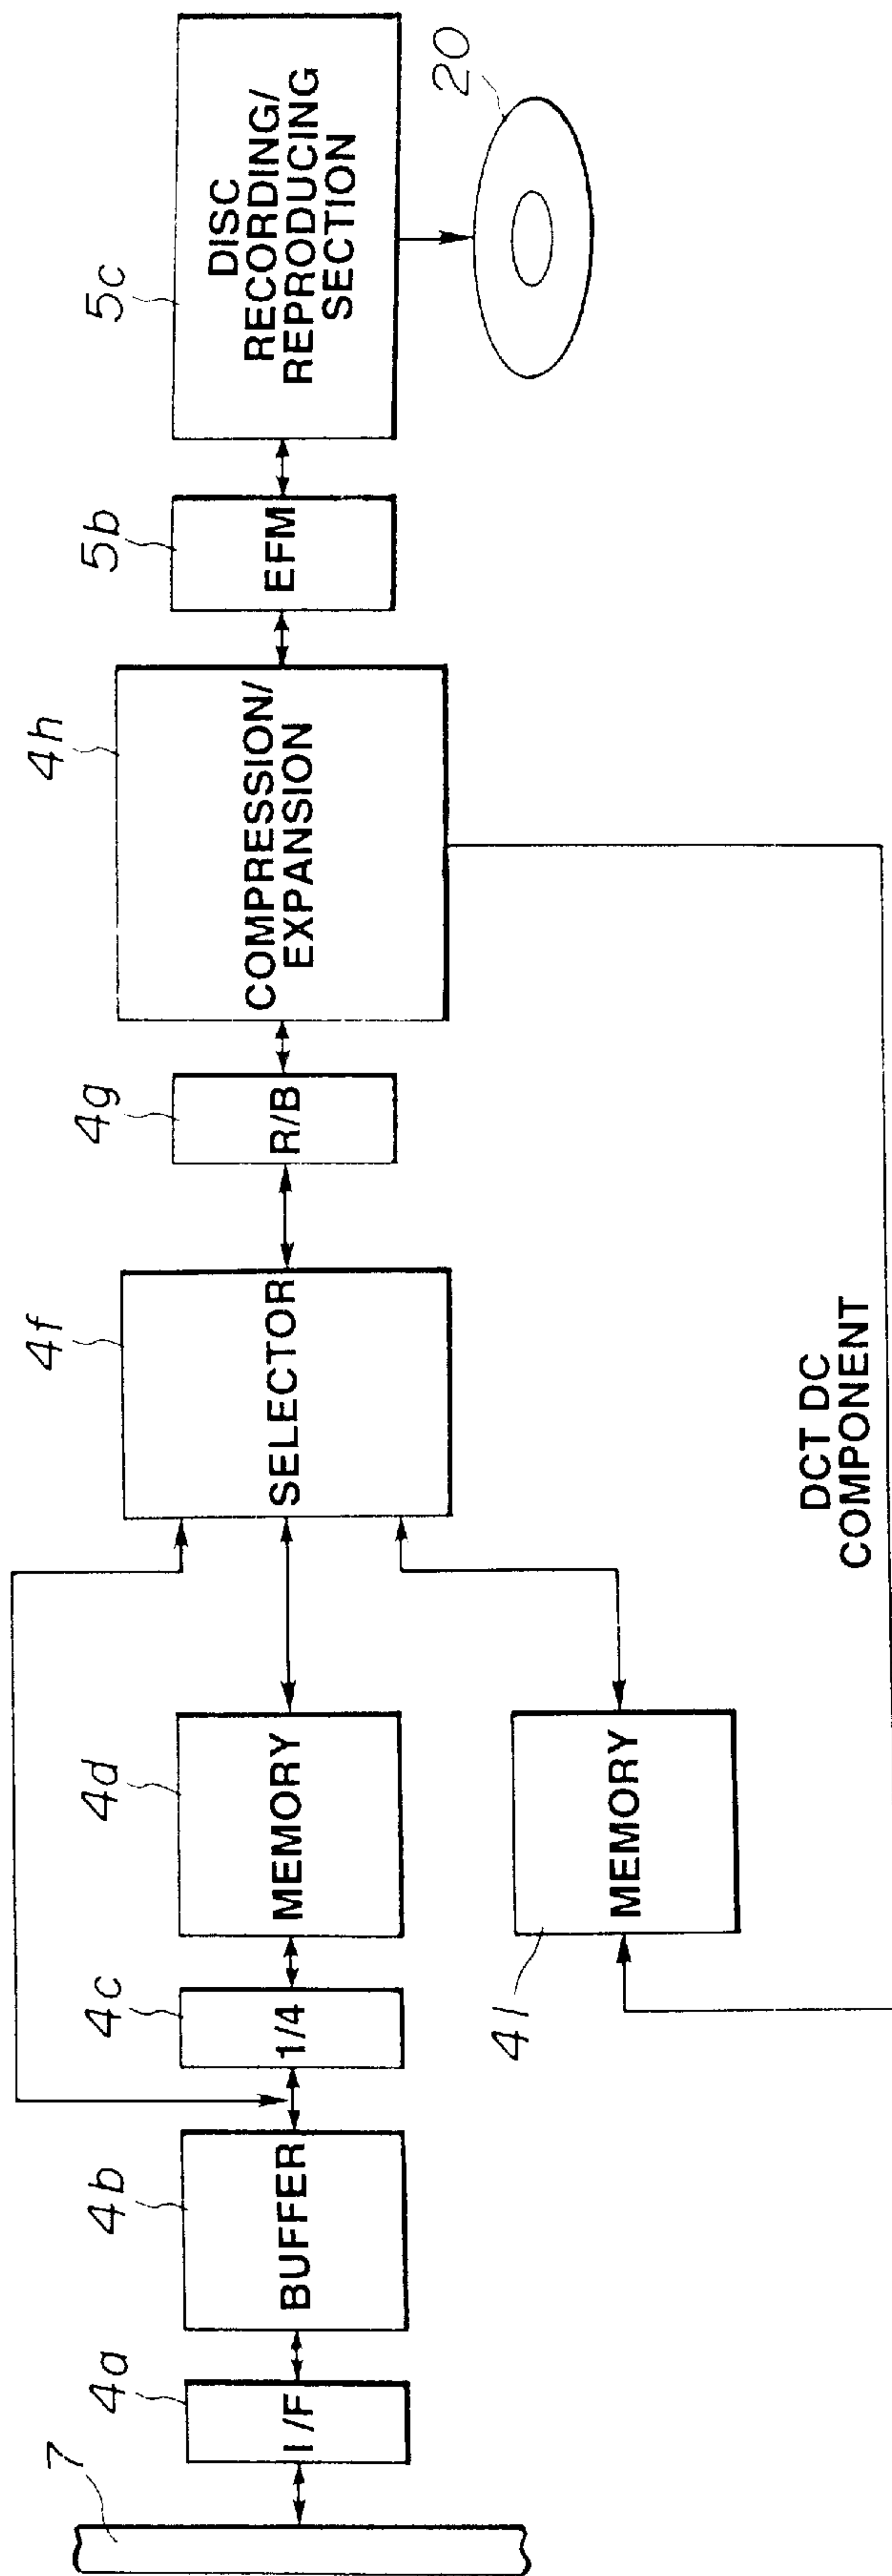 7
4a
I/F
4b
BUFFER
4c
1/4
4d
MEMORY
41
MEMORY
4f
SELECTOR
4g
R/B
4h
COMPRESSION/
EXPANSION
DCT DC
COMPONENT
5b
EFM
5c
DISC
RECORDING/
REPRODUCING
SECTION
20